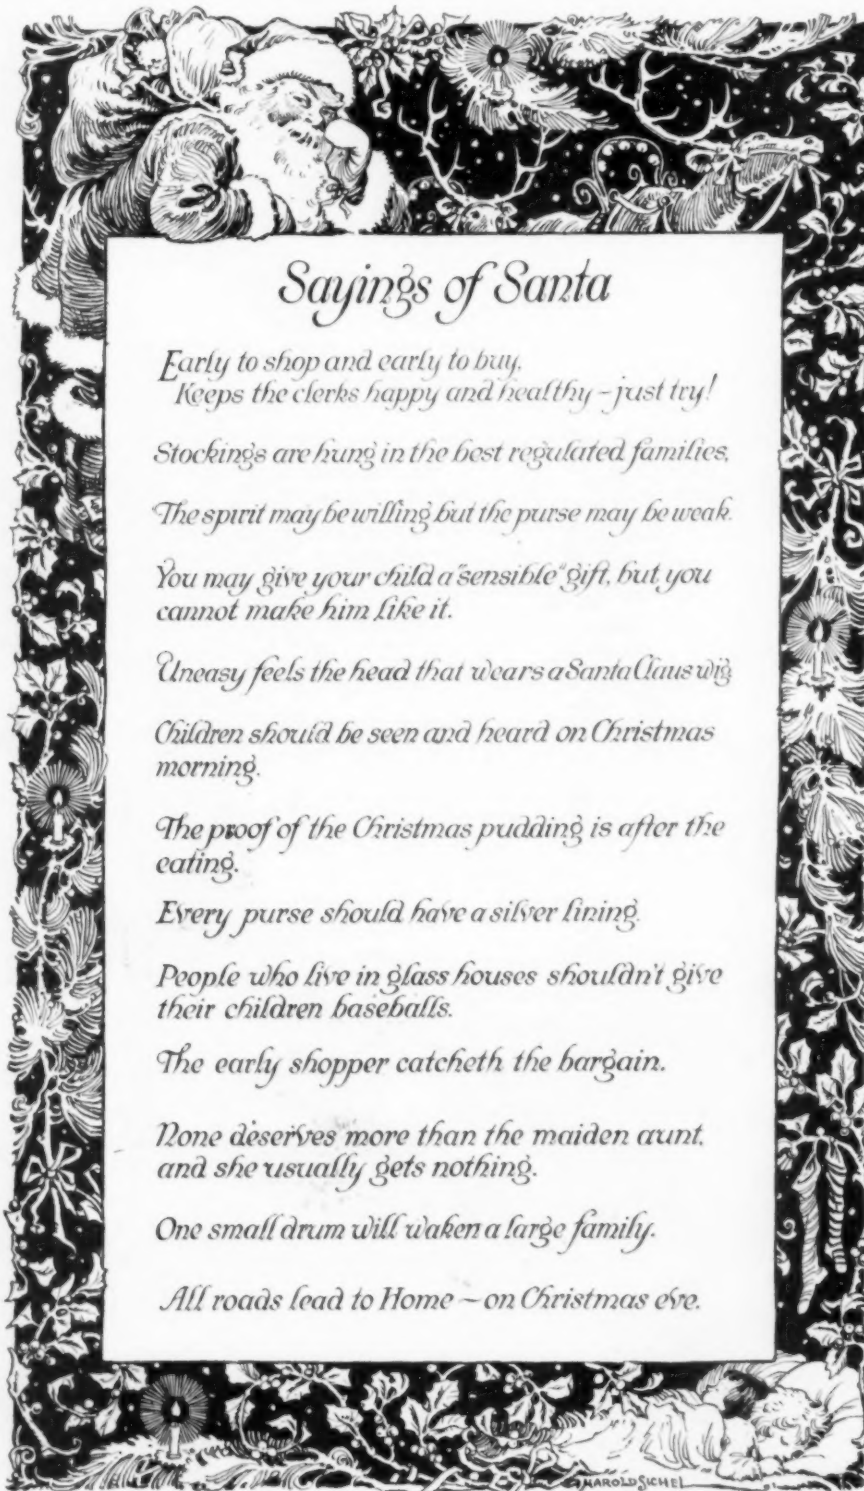 Sayings of Santa
Early to shop and early to buy,
Keeps the clerks happy and healthy – just try!
Stockings are hung in the best regulated families.
The spirit may be willing but the purse may be weak.
You may give your child a "sensible" gift, but you
cannot make him like it.
Uneasy feels the head that wears a Santa Claus wig
Children should be seen and heard on Christmas
morning.
The proof of the Christmas pudding is after the
eating.
Every purse should have a silver lining.
People who live in glass houses shouldn't give
their children baseballs.
The early shopper catcheth the bargain.
None deserves more than the maiden aunt,
and she usually gets nothing.
One small drum will waken a large family.
All roads lead to Home – on Christmas eve.
HAROLD SICHEL